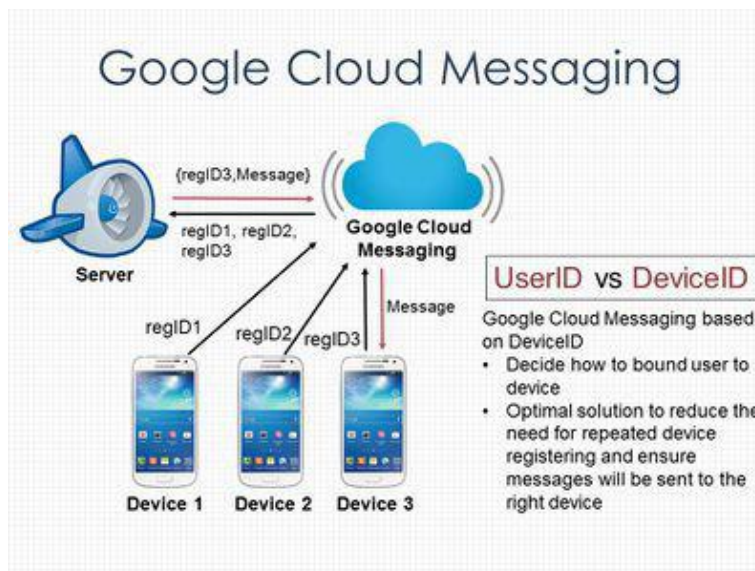 Google Cloud Messaging
{regID3,Message}
regID1, regID2,
regID3
Server
Google Cloud
Messaging
Message
regID1
regID2
regID3
Device 1
Device 2
Device 3
UserID vs DeviceID
Google Cloud Messaging based
on DeviceID
• Decide how to bound user to
device
• Optimal solution to reduce the
need for repeated device
registering and ensure
messages will be sent to the
right device